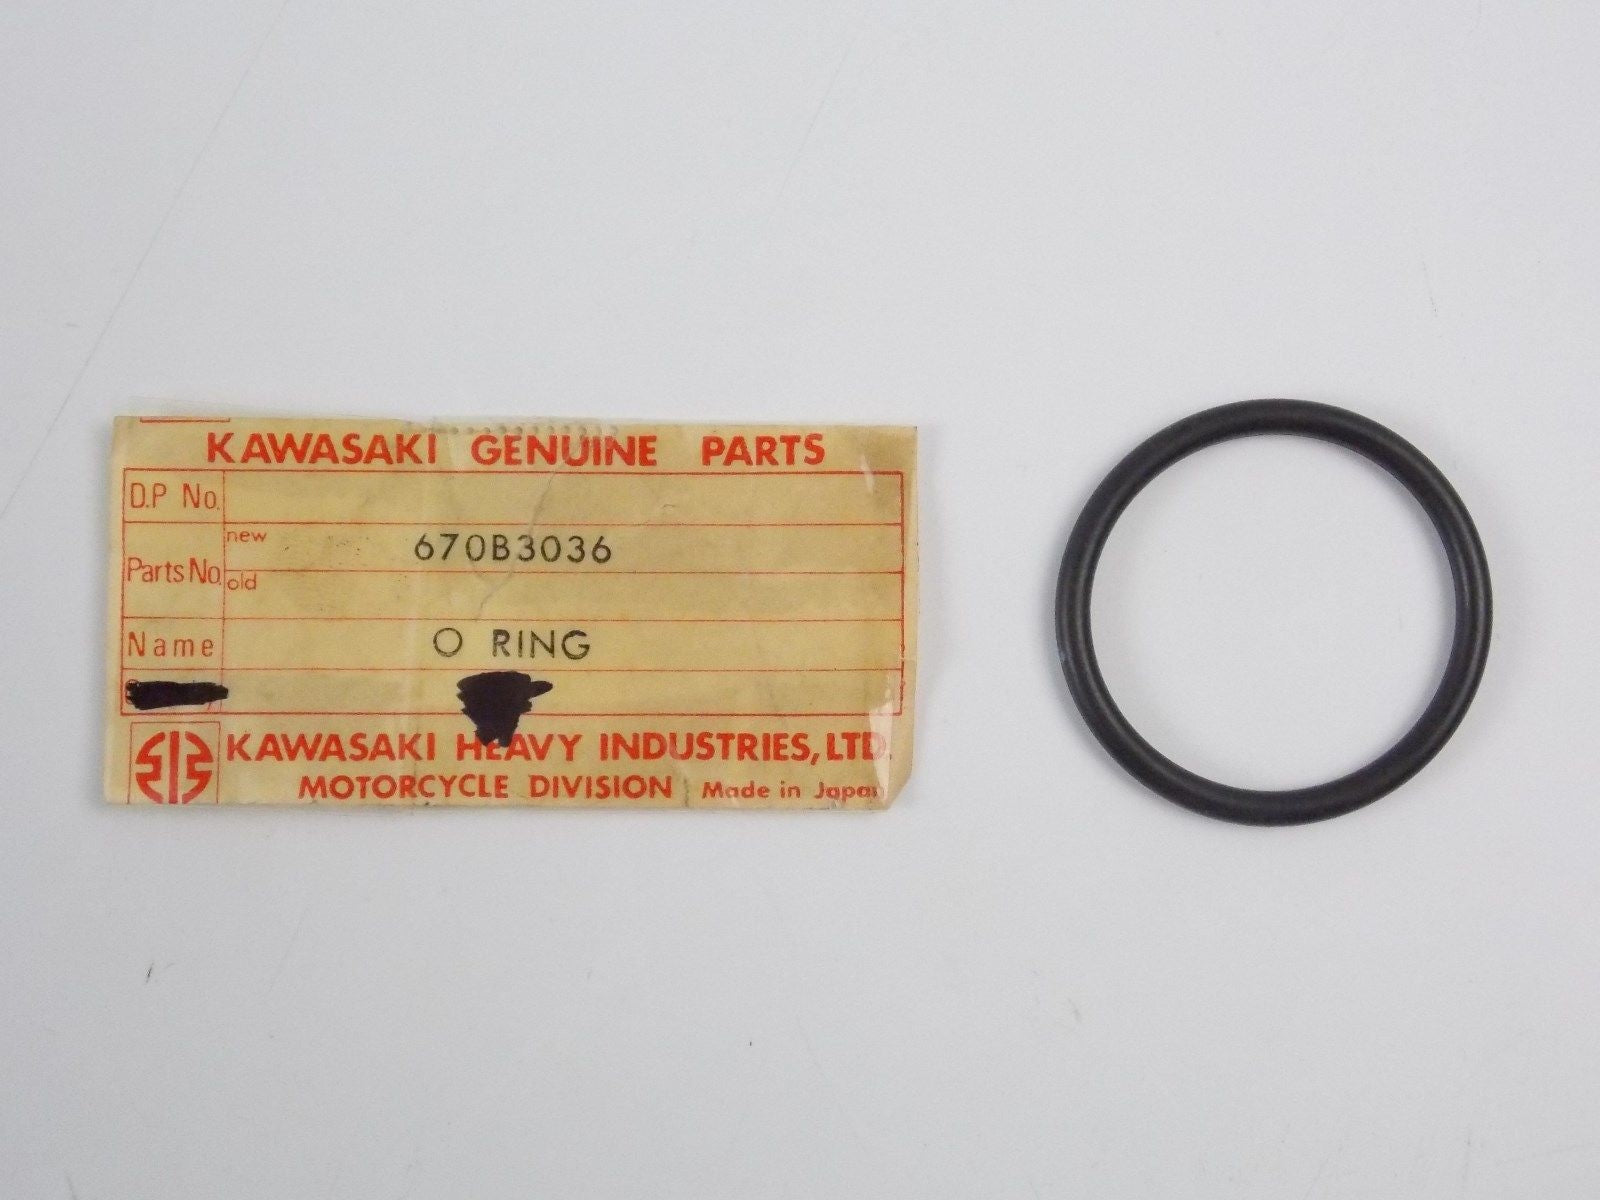 KAWASAKI GENUINE PARTS
D.P No.
Parts No. new 670B3036
old
Name O RING
KAWASAKI HEAVY INDUSTRIES, LTD.
MOTORCYCLE DIVISION Made in Japan